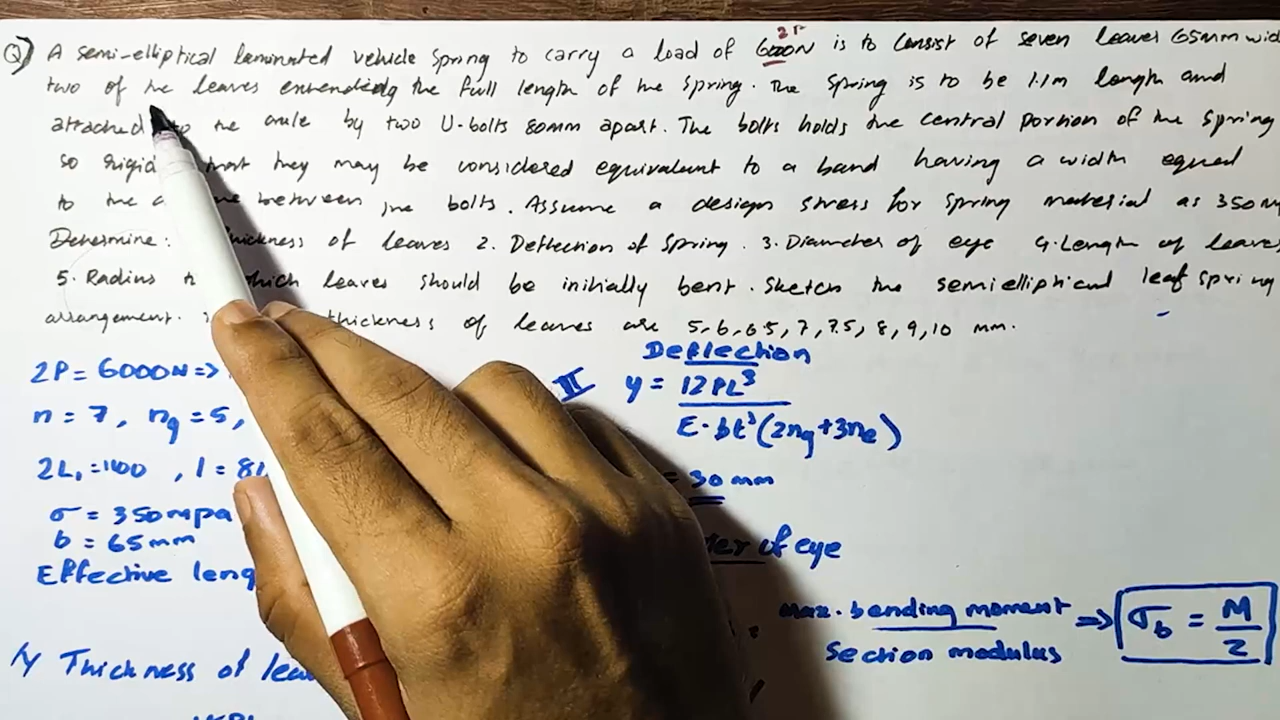 Q) A semi-elliptical laminated vehicle spring to carry a load of 6000N is to consist of seven leaves 65mm wid
2P
two of the leaves extending the full length of the spring. The spring is to be 1.1m length and
attached to the axle by two U-bolts 80mm apart. The bolts holds the central portion of the spring
so rigid that they may be considered equivalent to a band having a width equal
to the between the bolts. Assume a design stress for spring material as 350
Determine: thickness of leaves 2. Deflection of spring. 3. Diameter of eye 4. Length of leaves
5. Radius which leaves should be initially bent. Sketch the semielliptical leaf spring
arrangement. thickness of leaves are 5, 6, 6.5, 7, 7.5, 8, 9, 10 mm.
2P = 6000N =>
n = 7, ng = 5,
2L1 = 1100, l = 8
σ = 350mpa
b = 65mm
Effective leng
1) Thickness of lea
Deflection
II y = 12PL³
E·bt³(2ng+3ne)
= 30 mm
of eye
max. bending moment => σb = M
Section modulus Z